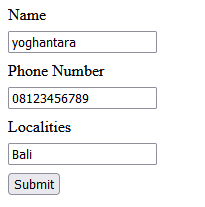 Name
yoghantara
Phone Number
08123456789
Localities
Bali
Submit